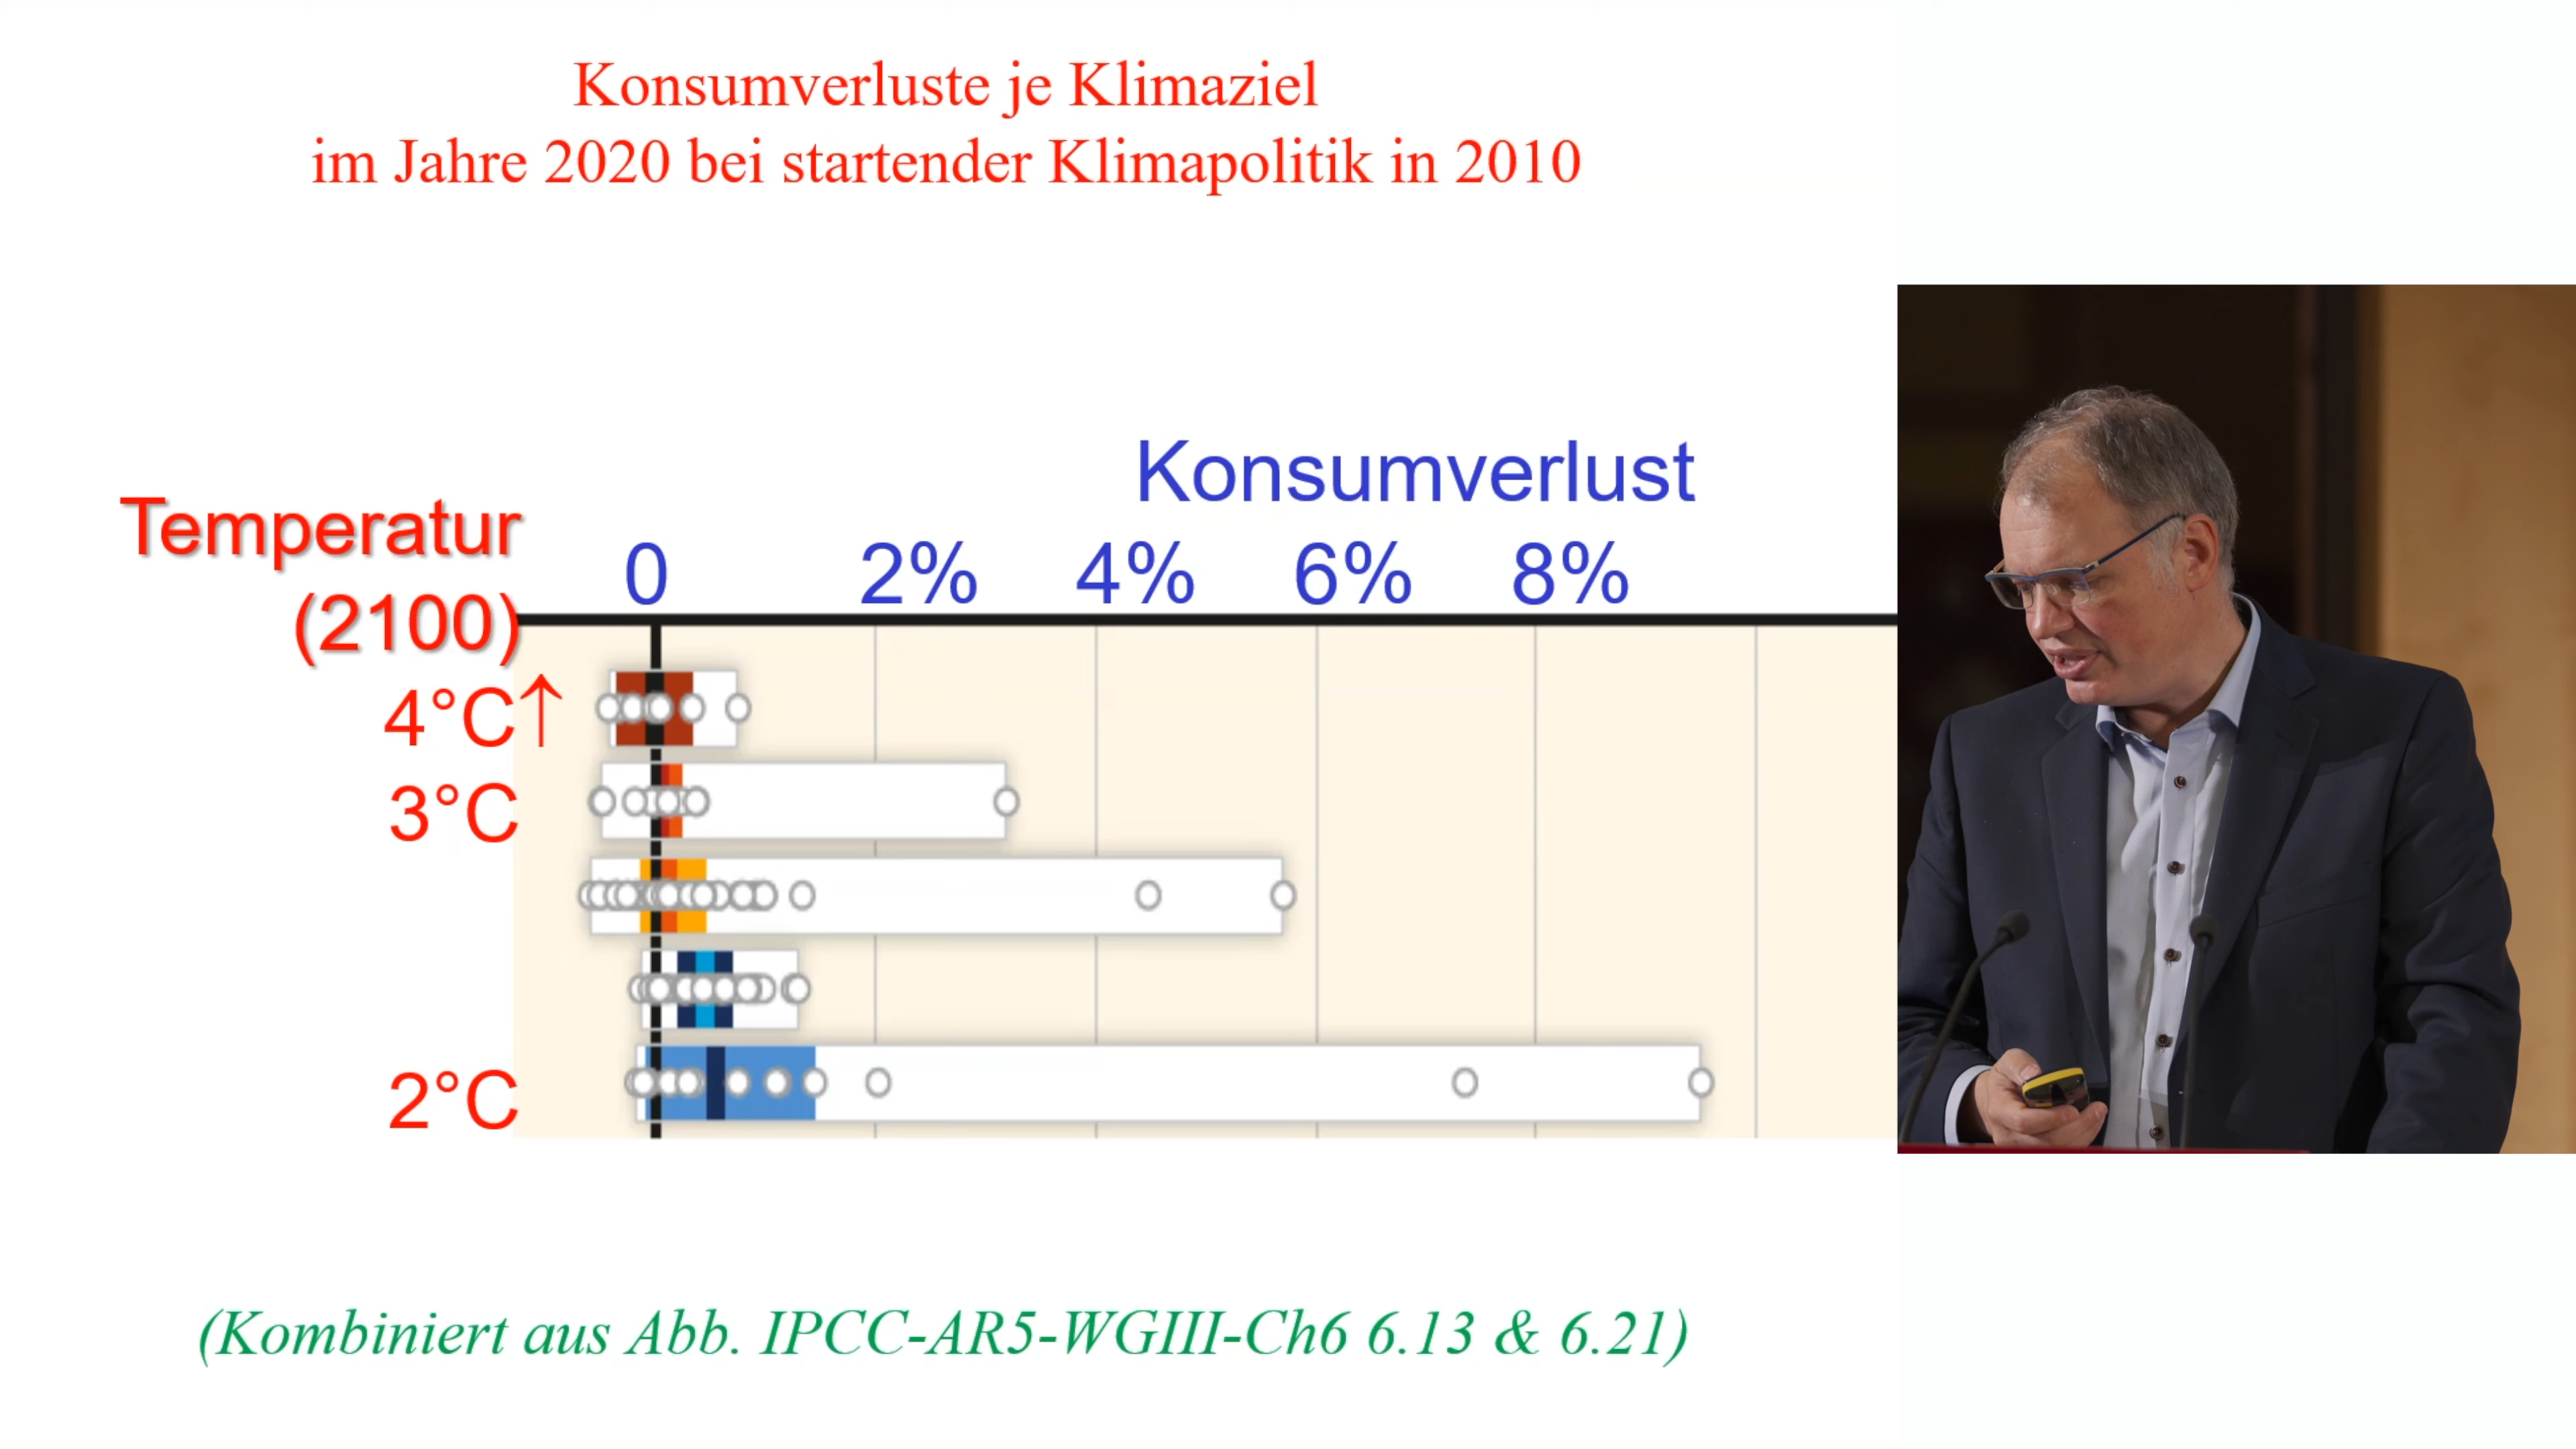 Konsumverluste je Klimaziel
im Jahre 2020 bei startender Klimapolitik in 2010
Konsumverlust
Temperatur
(2100)
0 2% 4% 6% 8%
4°C↑
3°C
2°C
(Kombiniert aus Abb. IPCC-AR5-WGIII-Ch6 6.13 & 6.21)